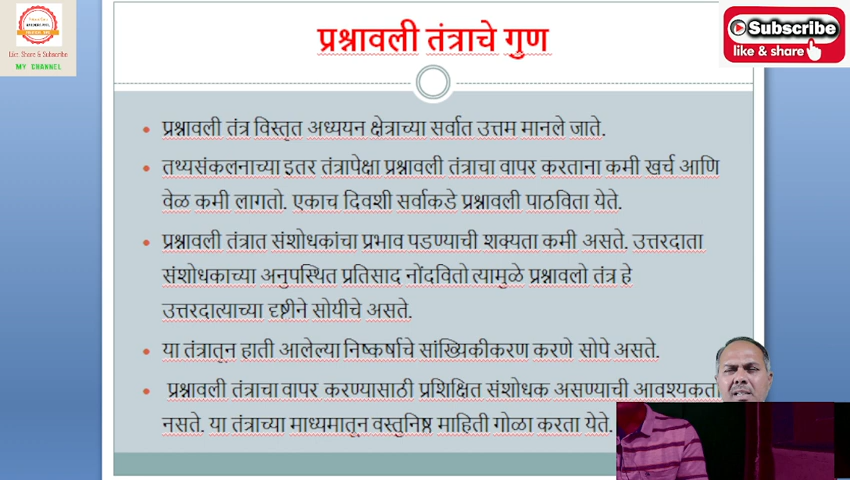 Like Share & Subscribe
MY CHANNEL
Subscribe
like & share
प्रश्नावली तंत्राचे गुण
प्रश्नावली तंत्र विस्तृत अध्ययन क्षेत्राच्या सर्वात उत्तम मानले जाते.
तथ्यसंकलनाच्या इतर तंत्रापेक्षा प्रश्नावली तंत्राचा वापर करताना कमी खर्च आणि
वेळ कमी लागतो. एकाच दिवशी सर्वाकडे प्रश्नावली पाठविता येते.
प्रश्नावली तंत्रात संशोधकांचा प्रभाव पडण्याची शक्यता कमी असते. उत्तरदाता
संशोधकाच्या अनुपस्थित प्रतिसाद नोंदवितो त्यामुळे प्रश्नावलो तंत्र हे
उत्तरदात्याच्या दृष्टीने सोयीचे असते.
या तंत्रातून हाती आलेल्या निष्कर्षाचे सांख्यिकीकरण करणे सोपे असते.
प्रश्नावली तंत्राचा वापर करण्यासाठी प्रशिक्षित संशोधक असण्याची आवश्यकता
नसते. या तंत्राच्या माध्यमातून वस्तुनिष्ठ माहिती गोळा करता येते.